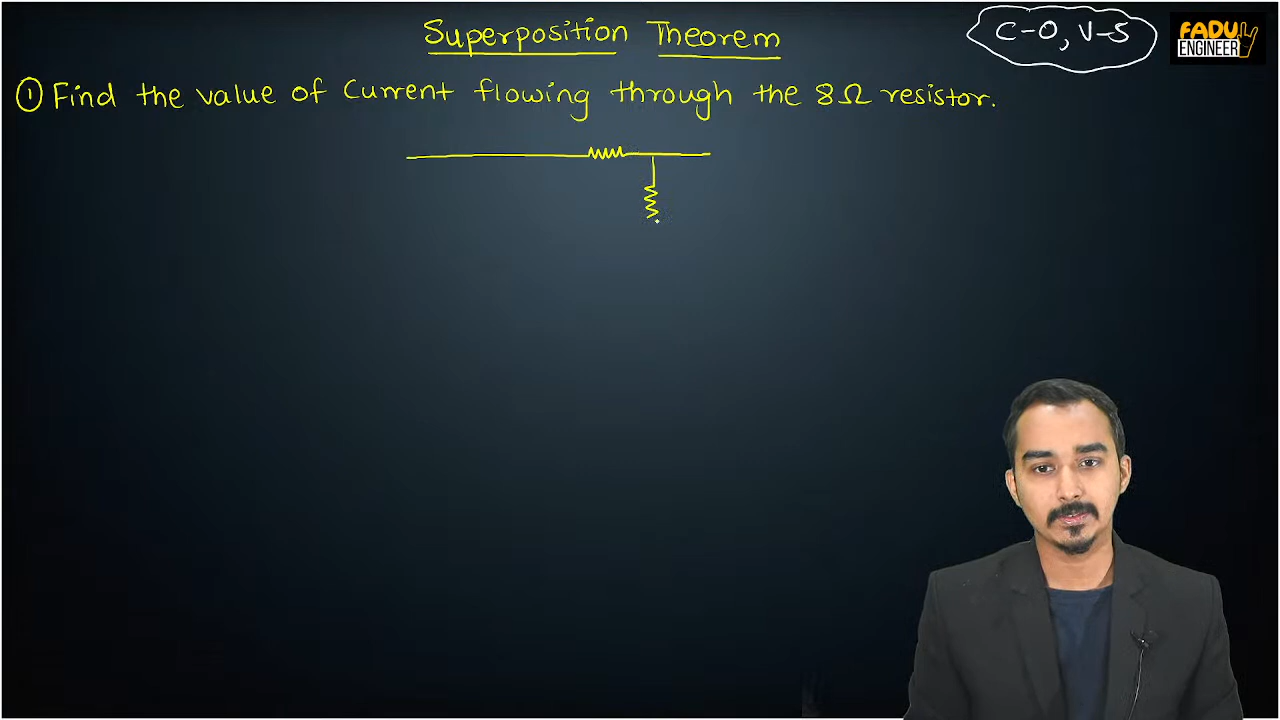 Superposition Theorem
C-O, V-S
FADU
ENGINEER
① Find the value of current flowing through the 8Ω resistor.